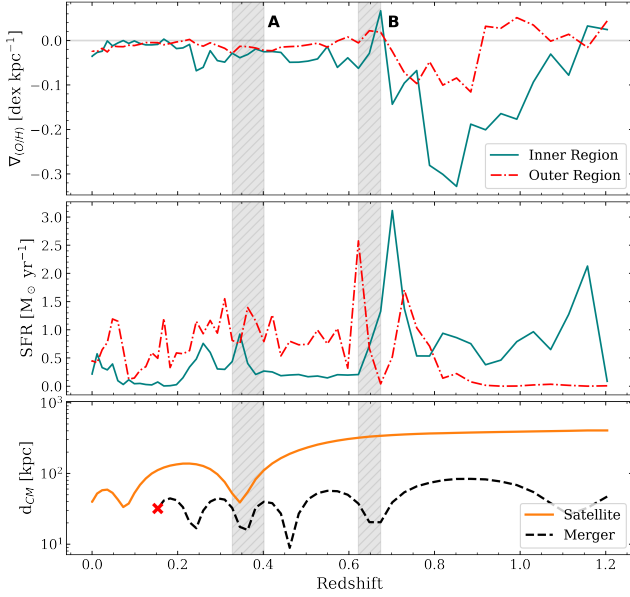 A
B
0.0
−0.1
−0.2
−0.3
∇(O/H) [dex kpc⁻¹]
Inner Region
Outer Region
3.0
2.5
2.0
1.5
1.0
0.5
0.0
SFR [M⊙ yr⁻¹]
10³
10²
10¹
d_CM [kpc]
Satellite
Merger
0.0 0.2 0.4 0.6 0.8 1.0 1.2
Redshift